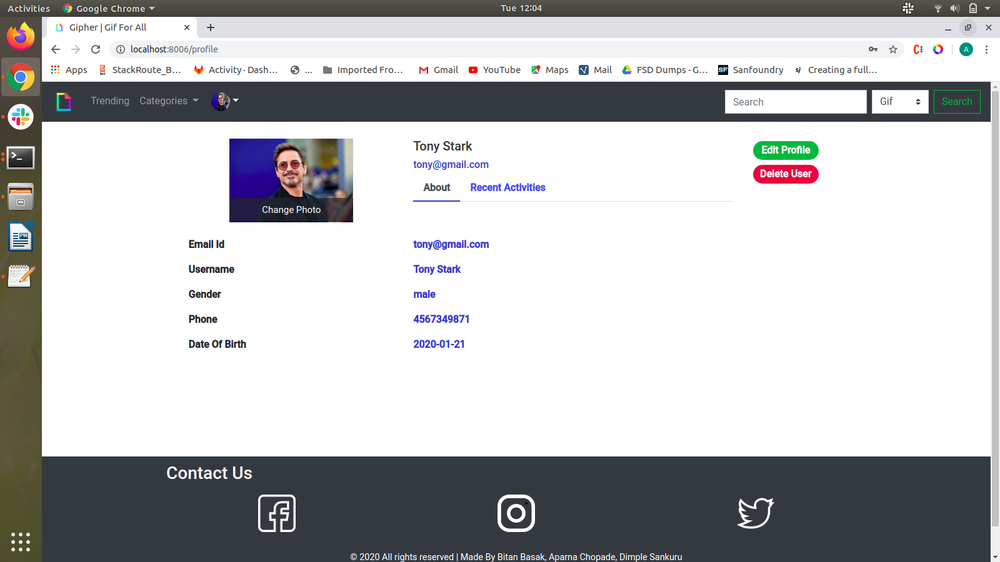 Activities Google Chrome Tue 12:04
Gipher | Gif For All
localhost:8006/profile A
Apps StackRoute_B... Activity · Dash... ... Imported Fro... Gmail YouTube Maps Mail FSD Dumps - G... SF Sanfoundry sj Creating a full...
Trending Categories Search Gif Search
Tony Stark
tony@gmail.com
Edit Profile
Delete User
About Recent Activities
Change Photo
Email Id tony@gmail.com
Username Tony Stark
Gender male
Phone 4567349871
Date Of Birth 2020-01-21
Contact Us
© 2020 All rights reserved | Made By Bitan Basak, Aparna Chopade, Dimple Sankuru